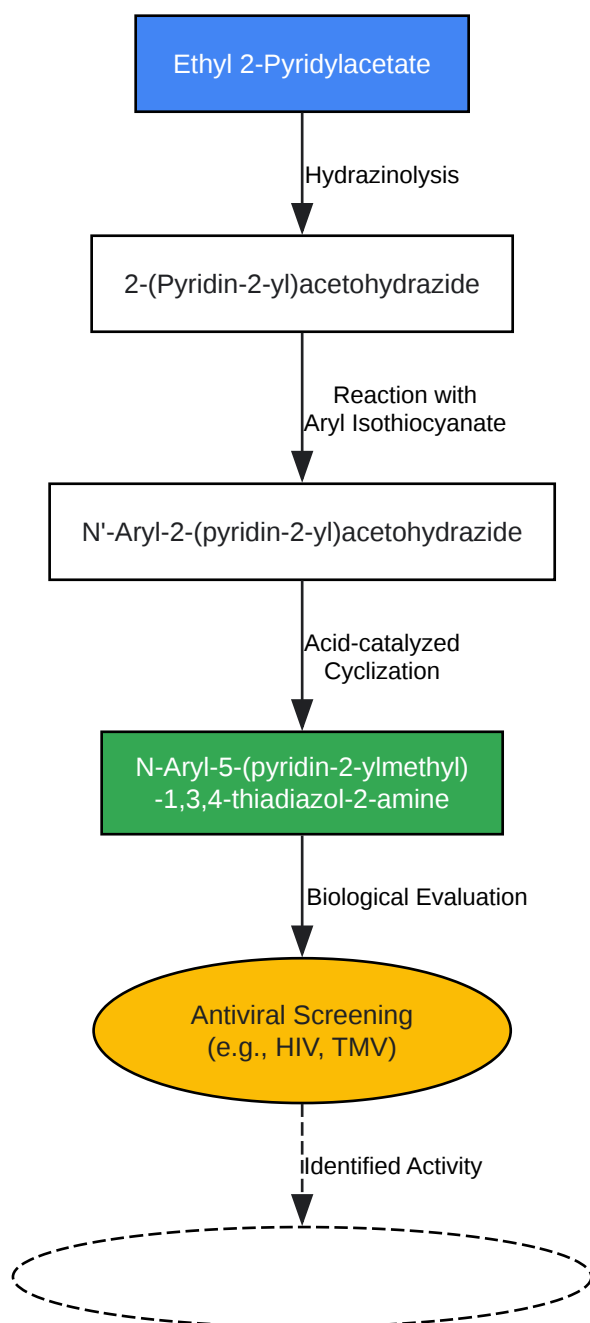 Ethyl 2-Pyridylacetate
Hydrazinolysis
2-(Pyridin-2-yl)acetohydrazide
Reaction with
Aryl Isothiocyanate
N'-Aryl-2-(pyridin-2-yl)acetohydrazide
Acid-catalyzed
Cyclization
N-Aryl-5-(pyridin-2-ylmethyl)
-1,3,4-thiadiazol-2-amine
Biological Evaluation
Antiviral Screening
(e.g., HIV, TMV)
Identified Activity